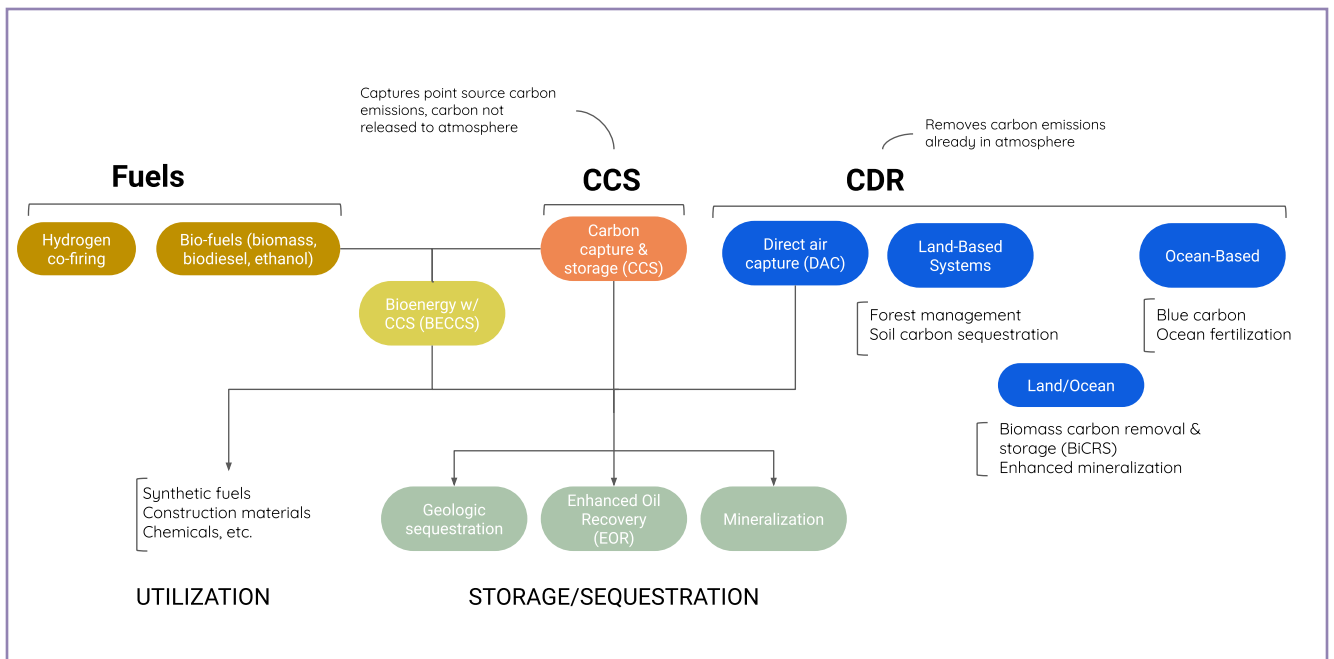 Captures point source carbon
emissions, carbon not
released to atmosphere
Removes carbon emissions
already in atmosphere
Fuels
CCS
CDR
Hydrogen
co-firing
Bio-fuels (biomass,
biodiesel, ethanol)
Carbon
capture &
storage (CCS)
Direct air
capture (DAC)
Land-Based
Systems
Ocean-Based
Bioenergy w/
CCS (BECCS)
Forest management
Soil carbon sequestration
Blue carbon
Ocean fertilization
Land/Ocean
Biomass carbon removal &
storage (BiCRS)
Enhanced mineralization
Synthetic fuels
Construction materials
Chemicals, etc.
Geologic
sequestration
Enhanced Oil
Recovery
(EOR)
Mineralization
UTILIZATION
STORAGE/SEQUESTRATION